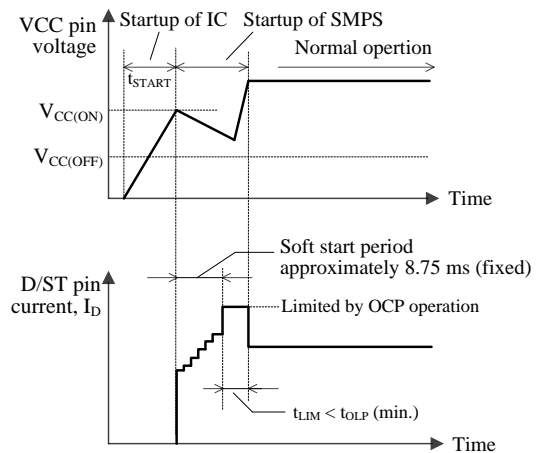 VCC pin
voltage
Startup of IC
Startup of SMPS
Normal opertion
tSTART
VCC(ON)
VCC(OFF)
Time
Soft start period
approximately 8.75 ms (fixed)
D/ST pin
current, ID
Limited by OCP operation
tLIM < tOLP (min.)
Time